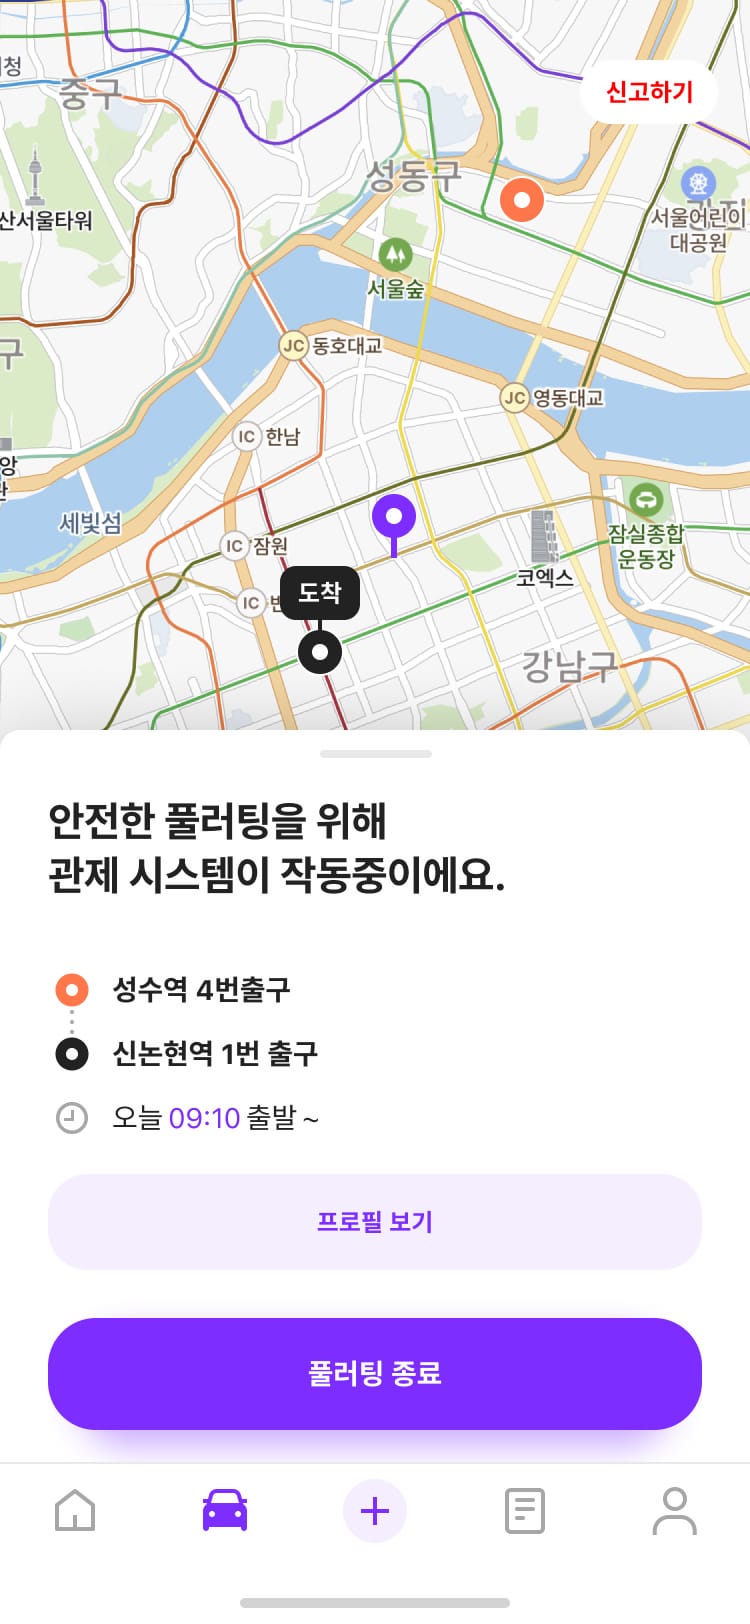 중구
신고하기
성동구
산서울타워
서울어린이
대공원
서울숲
JC 동호대교
JC 영동대교
IC 한남
세빛섬
잠실종합
운동장
IC 잠원
코엑스
도착
IC
강남구
안전한 풀러팅을 위해
관제 시스템이 작동중이에요.
성수역 4번출구
신논현역 1번 출구
오늘 09:10 출발 ~
프로필 보기
풀러팅 종료